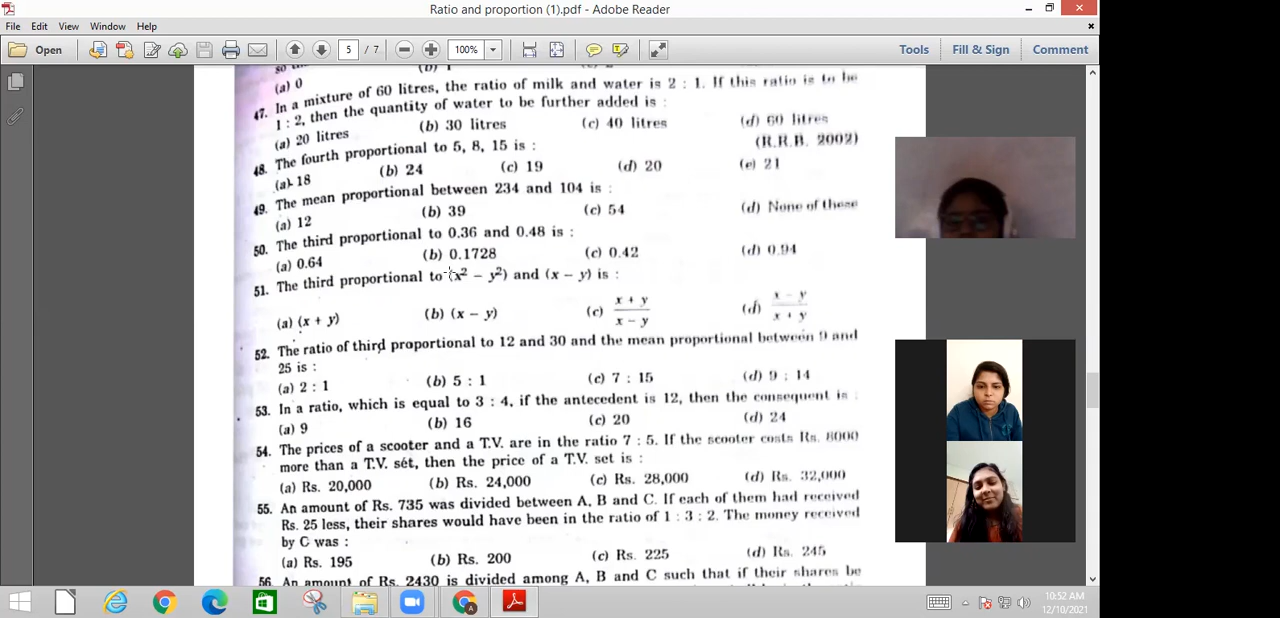 Ratio and proportion (1).pdf - Adobe Reader
File Edit View Window Help
Open 5 / 7 100% Tools Fill & Sign Comment
(a) 0
47. In a mixture of 60 litres, the ratio of milk and water is 2 : 1. If this ratio is to be
1 : 2, then the quantity of water to be further added is :
(a) 20 litres (b) 30 litres (c) 40 litres (d) 60 litres
(R.R.B. 2002)
48. The fourth proportional to 5, 8, 15 is :
(a) 18 (b) 24 (c) 19 (d) 20 (e) 21
49. The mean proportional between 234 and 104 is :
(a) 12 (b) 39 (c) 54 (d) None of these
50. The third proportional to 0.36 and 0.48 is :
(a) 0.64 (b) 0.1728 (c) 0.42 (d) 0.94
51. The third proportional to (x² – y²) and (x – y) is :
(a) (x + y) (b) (x – y) (c) x + y / x – y (d) x – y / x + y
52. The ratio of third proportional to 12 and 30 and the mean proportional between 9 and
25 is :
(a) 2 : 1 (b) 5 : 1 (c) 7 : 15 (d) 9 : 14
53. In a ratio, which is equal to 3 : 4, if the antecedent is 12, then the consequent is :
(a) 9 (b) 16 (c) 20 (d) 24
54. The prices of a scooter and a T.V. are in the ratio 7 : 5. If the scooter costs Rs. 8000
more than a T.V. set, then the price of a T.V. set is :
(a) Rs. 20,000 (b) Rs. 24,000 (c) Rs. 28,000 (d) Rs. 32,000
55. An amount of Rs. 735 was divided between A, B and C. If each of them had received
Rs. 25 less, their shares would have been in the ratio of 1 : 3 : 2. The money received
by C was :
(a) Rs. 195 (b) Rs. 200 (c) Rs. 225 (d) Rs. 245
56. An amount of Rs. 2430 is divided among A, B and C such that if their shares be
10:52 AM
12/10/2021